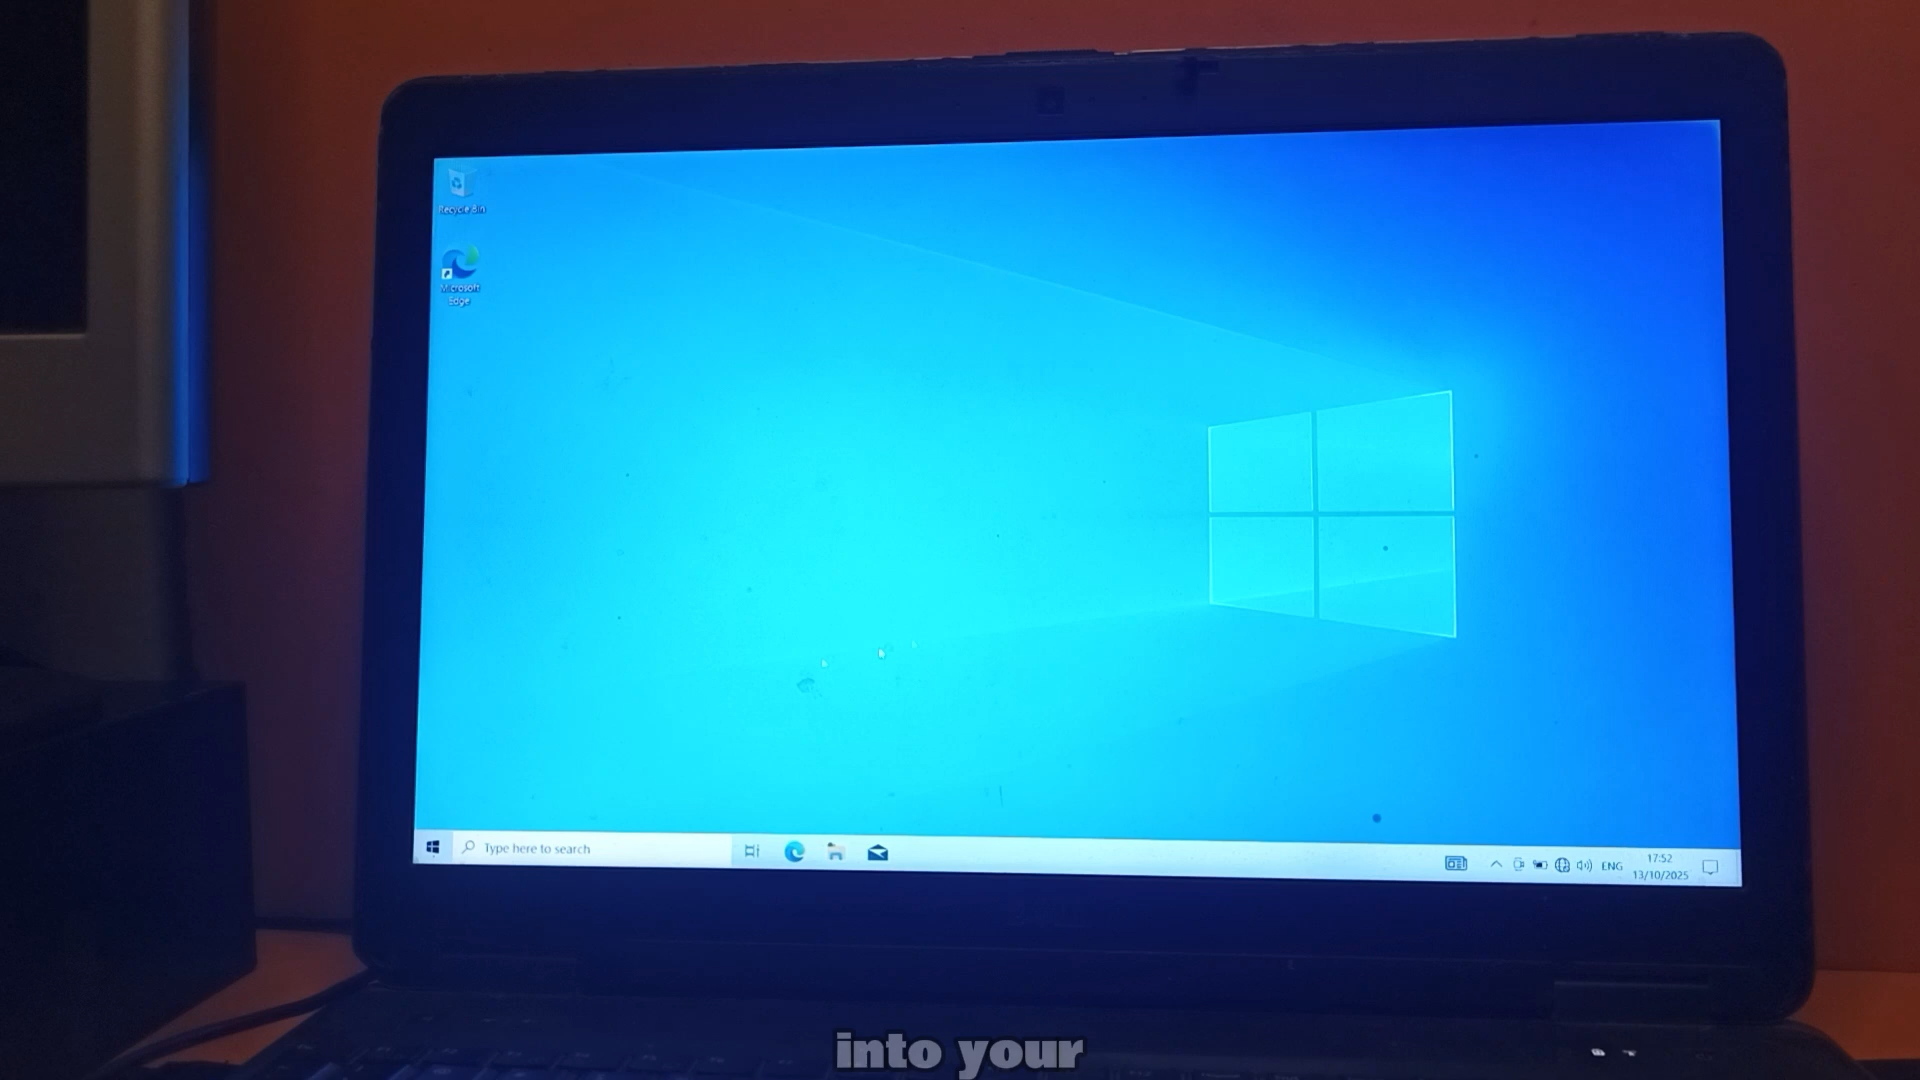 Recycle Bin
Microsoft
Edge
Type here to search
ENG
17:52
13/10/2025
into your